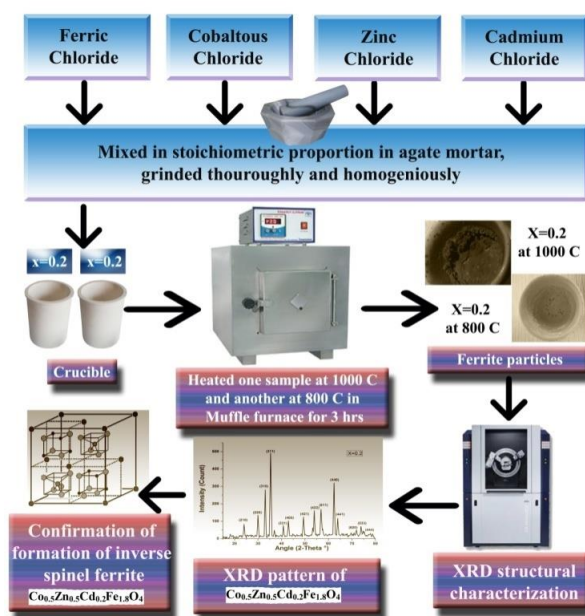 Ferric
Chloride
Cobaltous
Chloride
Zinc
Chloride
Cadmium
Chloride
Mixed in stoichiometric proportion in agate mortar,
grinded thouroughly and homogeniously
x=0.2
x=0.2
Crucible
Heated one sample at 1000 C
and another at 800 C in
Muffle furnace for 3 hrs
X=0.2
at 1000 C
X=0.2
at 800 C
Ferrite particles
XRD structural
characterization
X=0.2
Intensity (Count)
Angle (2-Theta °
XRD pattern of
Co0.5Zn0.5Cd0.2Fe1.8O4
Confirmation of
formation of inverse
spinel ferrite
Co0.5Zn0.5Cd0.2Fe1.8O4